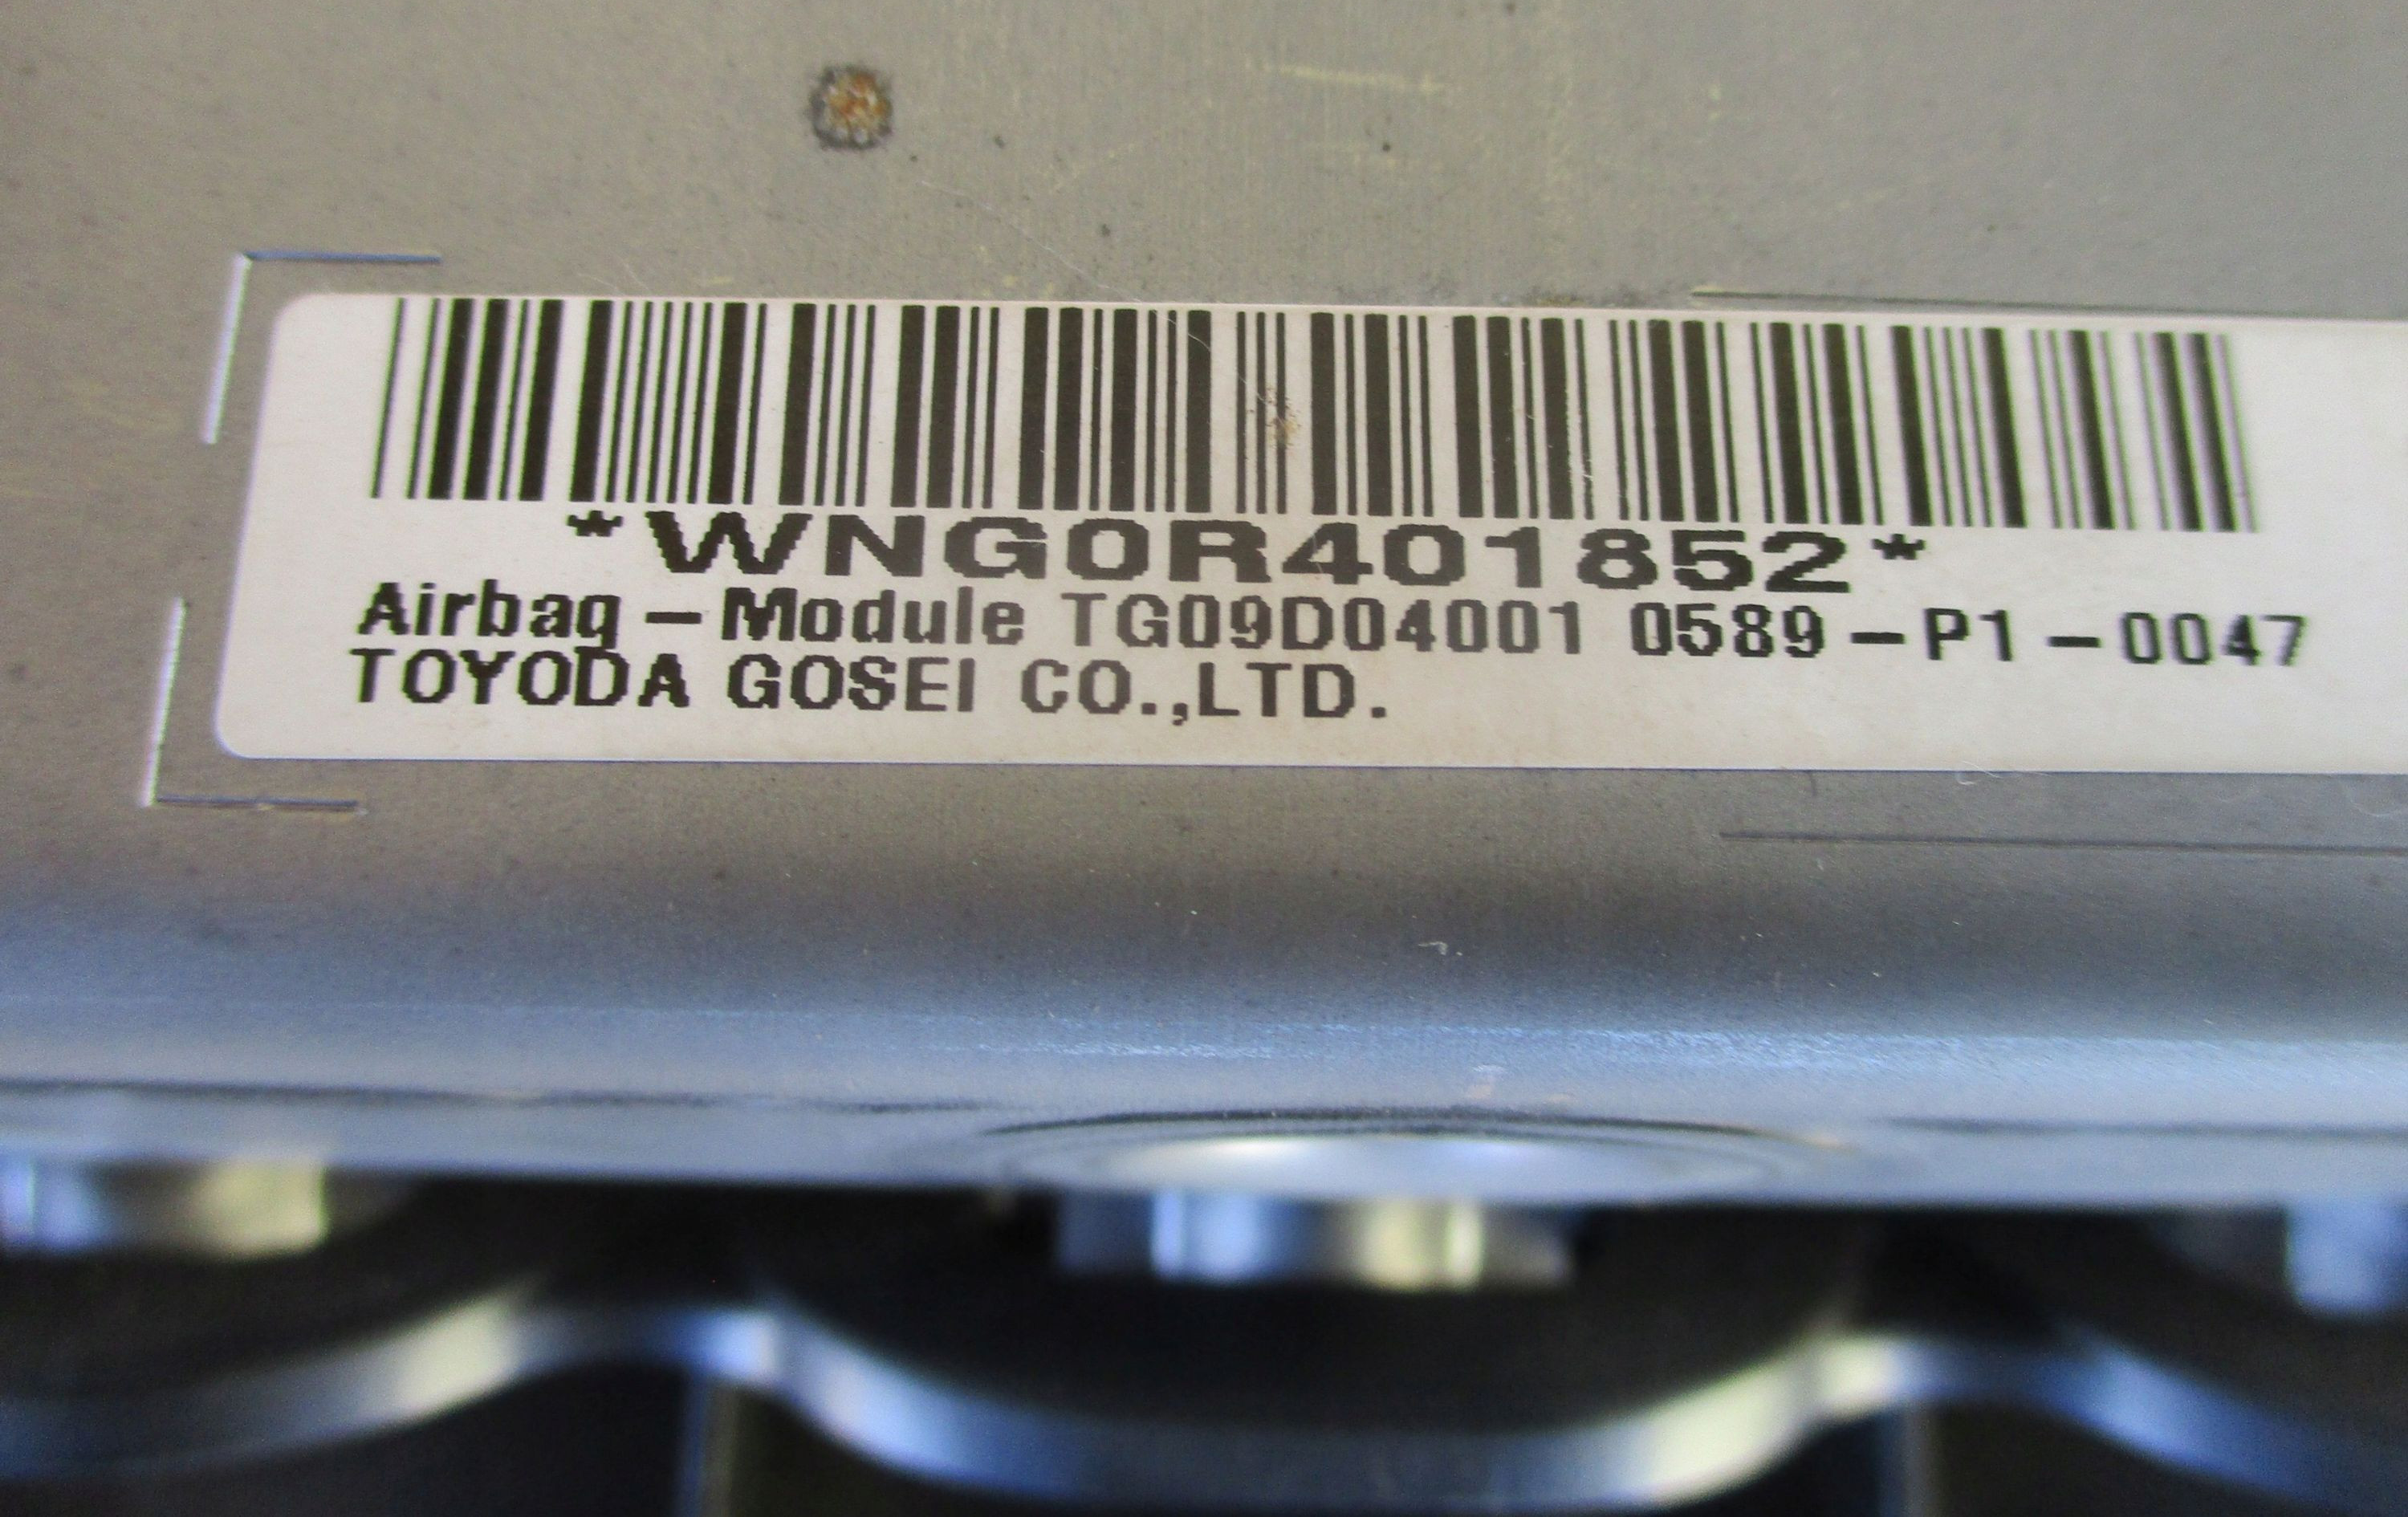 *WNG0R401852*
Airbag-Module TG09D04001 0589-P1-0047
TOYODA GOSEI CO.,LTD.